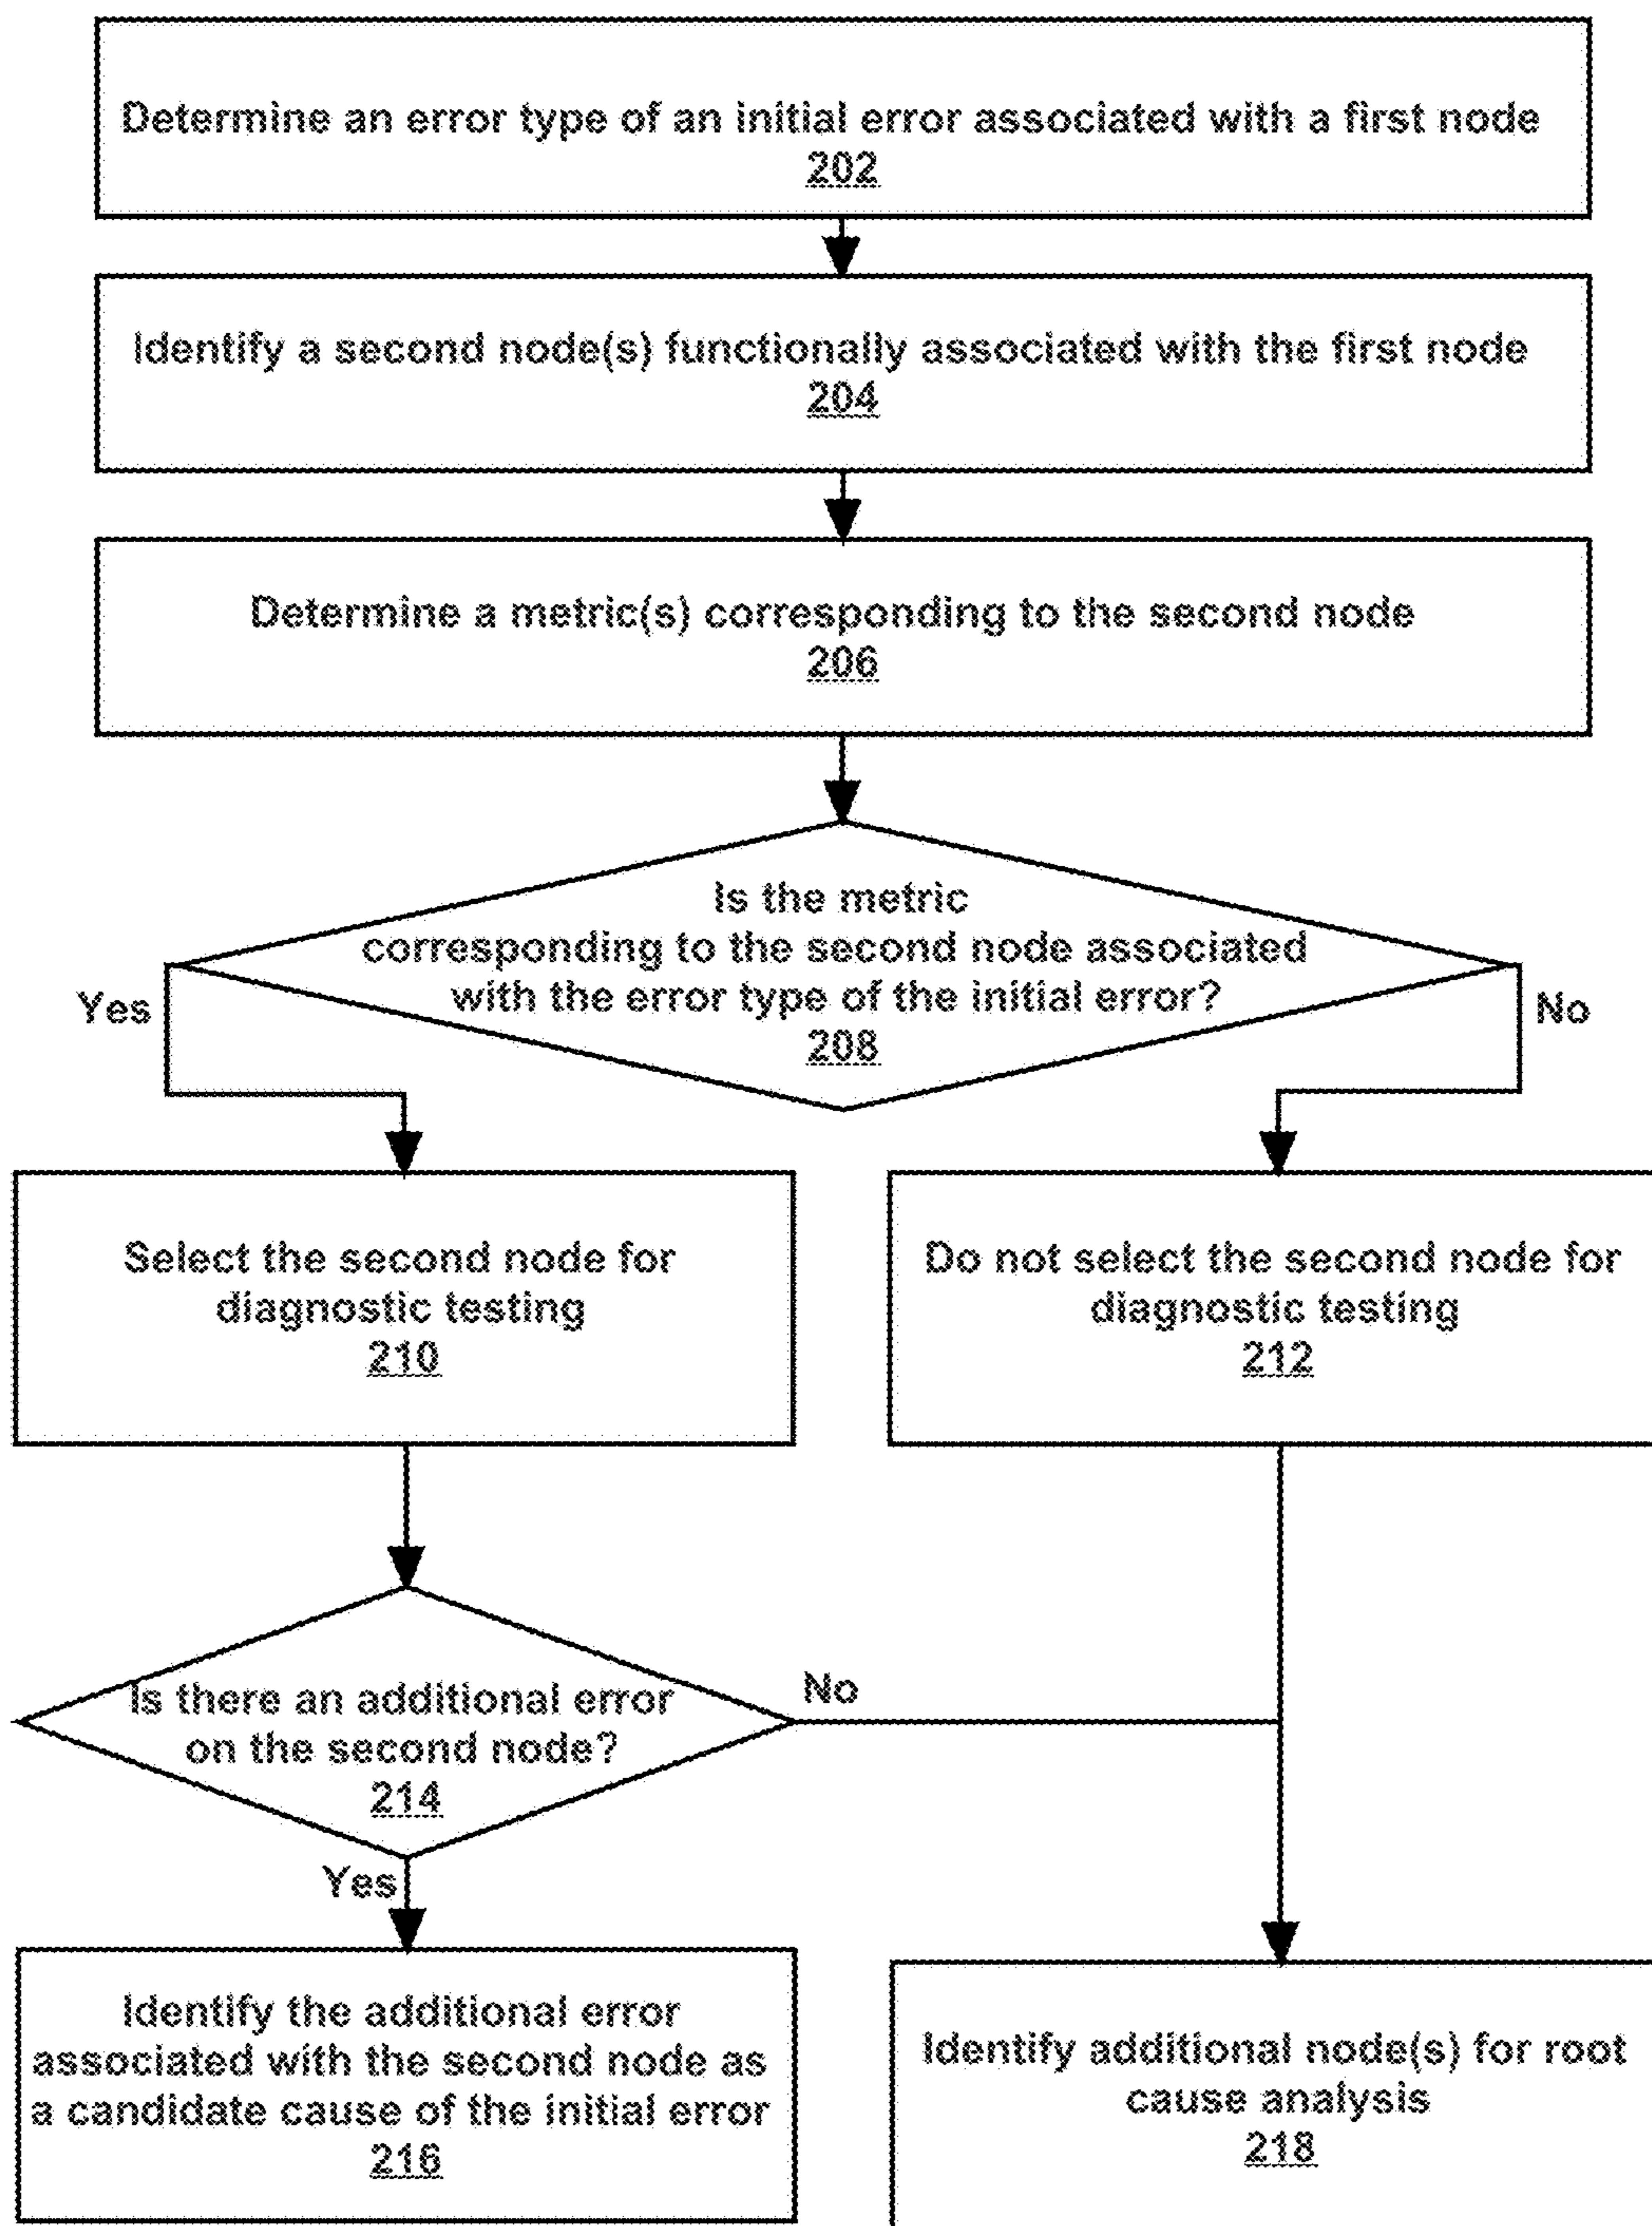 Determine an error type of an initial error associated with a first node
202
Identify a second node(s) functionally associated with the first node
204
Determine a metric(s) corresponding to the second node
206
Is the metric
corresponding to the second node associated
with the error type of the initial error?
208
Yes
No
Select the second node for
diagnostic testing
210
Do not select the second node for
diagnostic testing
212
Is there an additional error
on the second node?
214
No
Yes
Identify the additional error
associated with the second node as
a candidate cause of the initial error
216
Identify additional node(s) for root
cause analysis
218